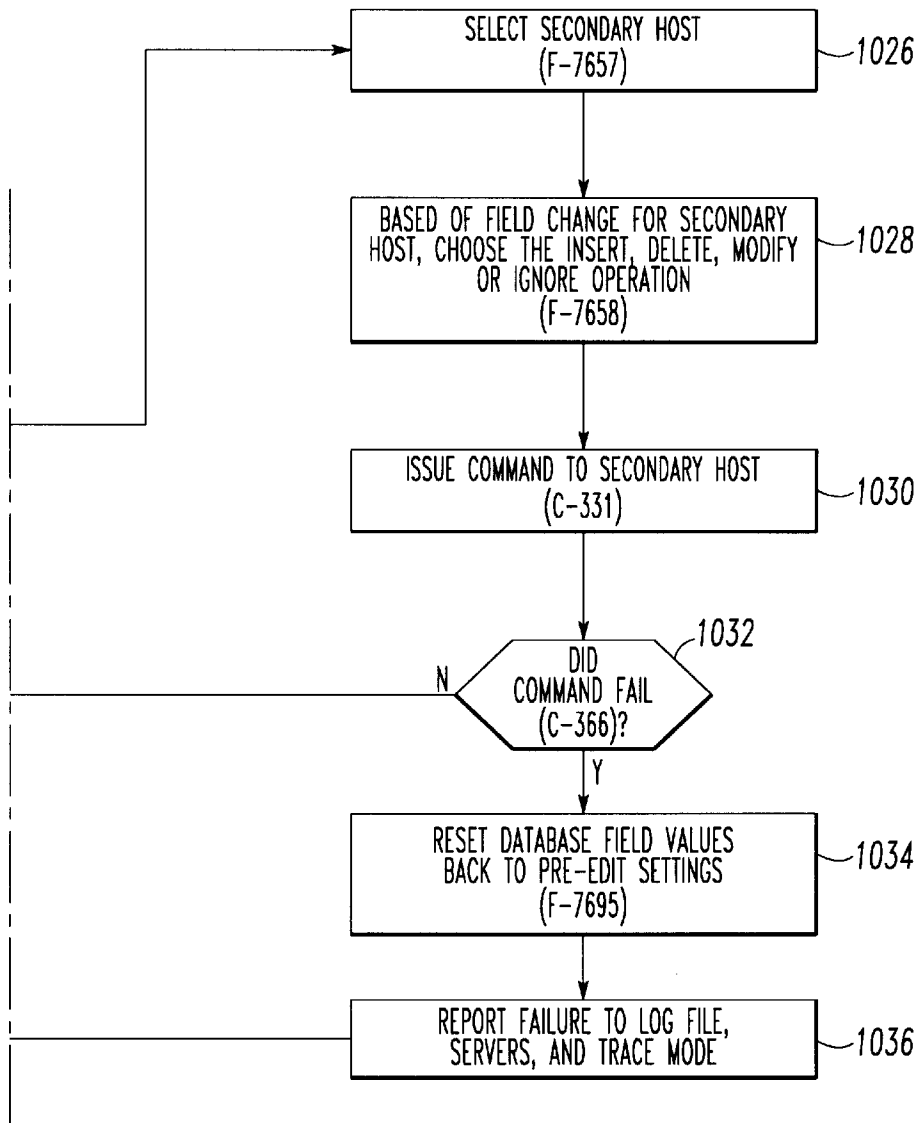 SELECT SECONDARY HOST
(F-7657)
1026
BASED OF FIELD CHANGE FOR SECONDARY
HOST, CHOOSE THE INSERT, DELETE, MODIFY
OR IGNORE OPERATION
(F-7658)
1028
ISSUE COMMAND TO SECONDARY HOST
(C-331)
1030
1032
DID
COMMAND FAIL
(C-366)?
N
Y
RESET DATABASE FIELD VALUES
BACK TO PRE-EDIT SETTINGS
(F-7695)
1034
REPORT FAILURE TO LOG FILE,
SERVERS, AND TRACE MODE
1036